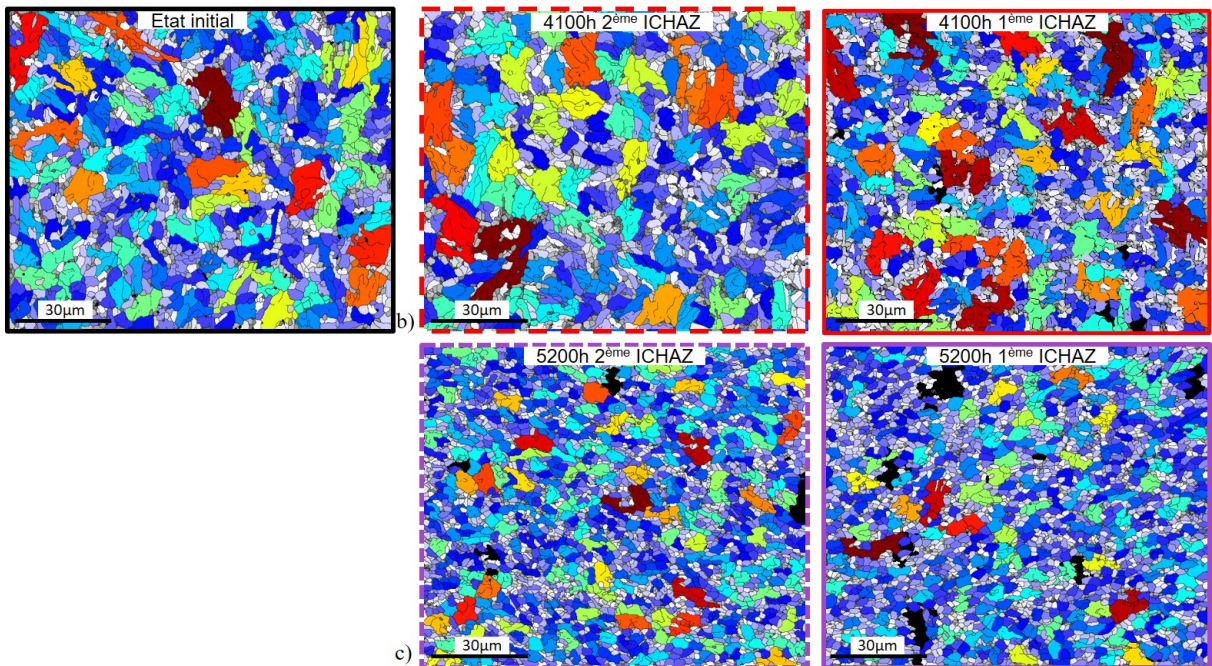 Etat initial
4100h 2ème ICHAZ
4100h 1ème ICHAZ
30µm
b)
30µm
30µm
5200h 2ème ICHAZ
5200h 1ème ICHAZ
c)
30µm
30µm